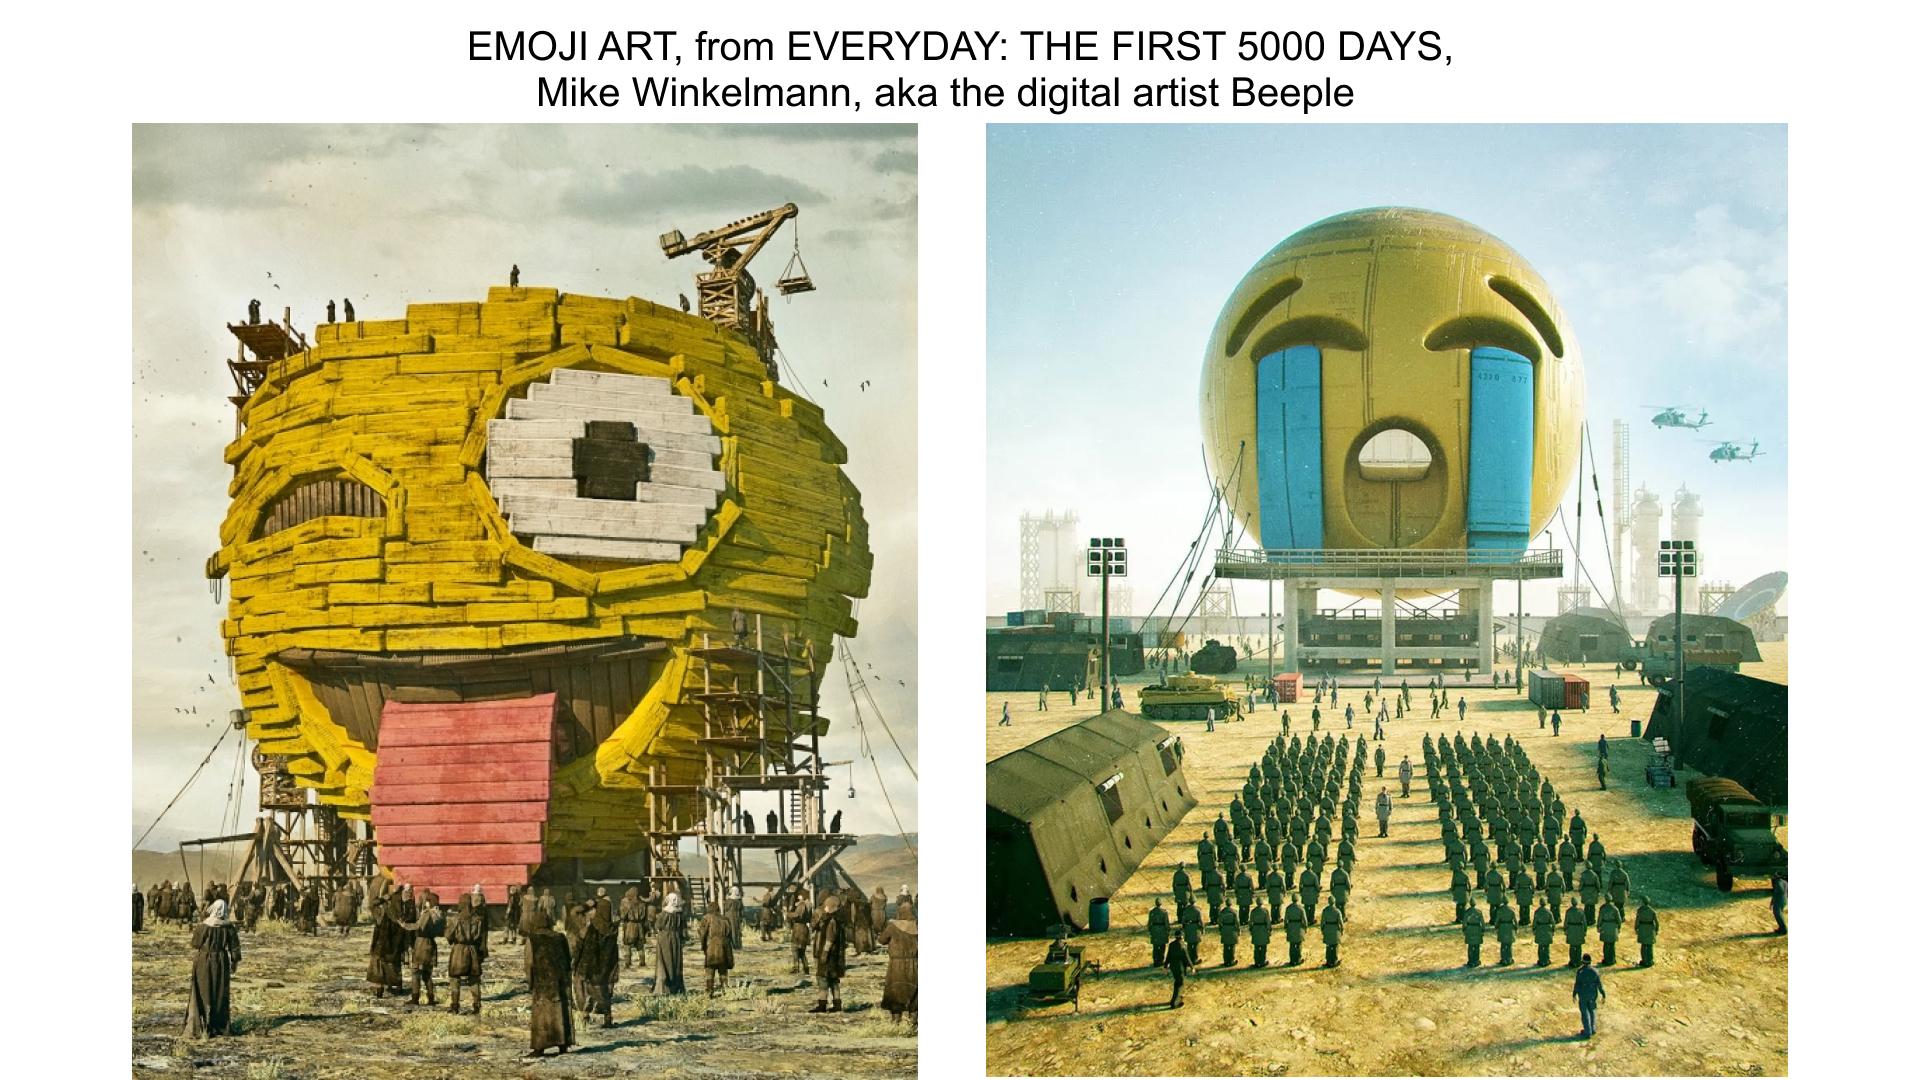 EMOJI ART, from EVERYDAY: THE FIRST 5000 DAYS,
Mike Winkelmann, aka the digital artist Beeple